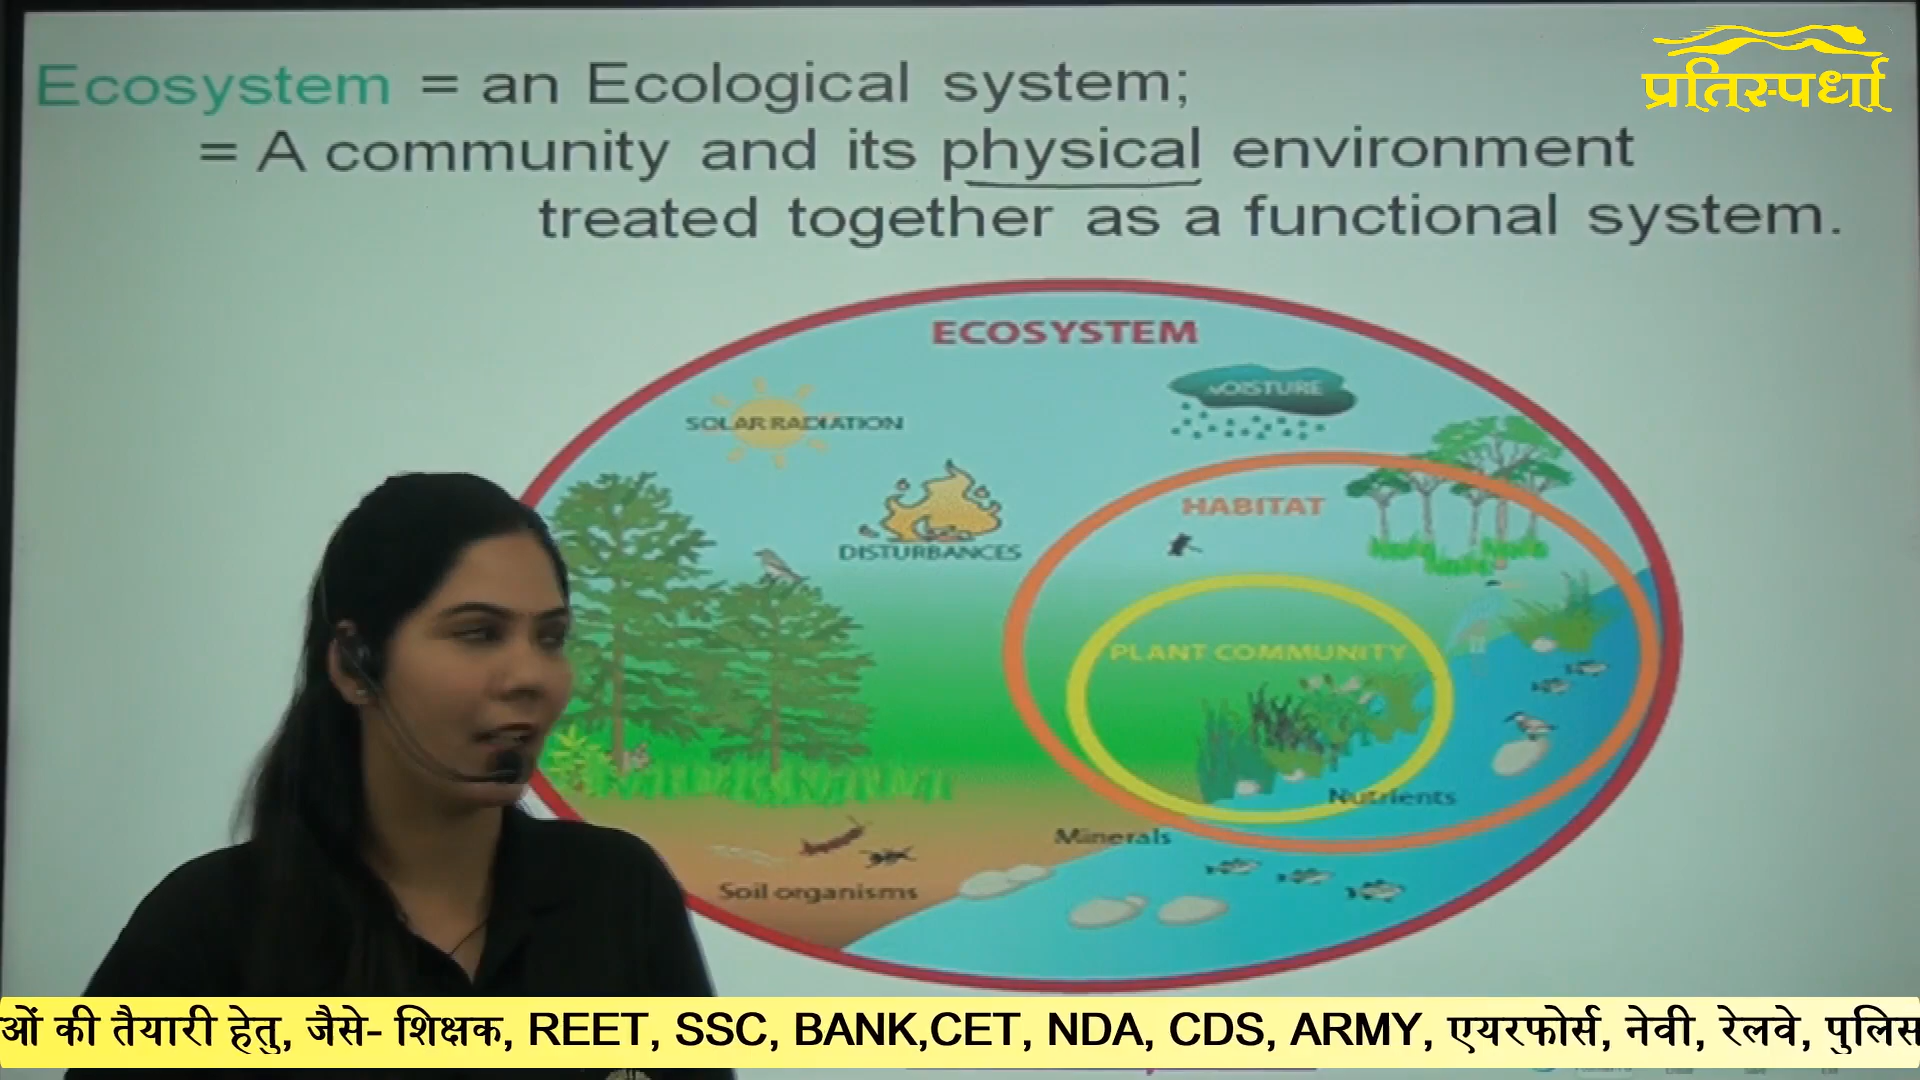 Ecosystem = an Ecological system;
प्रतिस्पर्धा
= A community and its physical environment
treated together as a functional system.
ECOSYSTEM
MOISTURE
SOLAR RADIATION
HABITAT
DISTURBANCES
PLANT COMMUNITY
Nutrients
Minerals
Soil organisms
ओं की तैयारी हेतु, जैसे- शिक्षक, REET, SSC, BANK,CET, NDA, CDS, ARMY, एयरफोर्स, नेवी, रेलवे, पुलिस